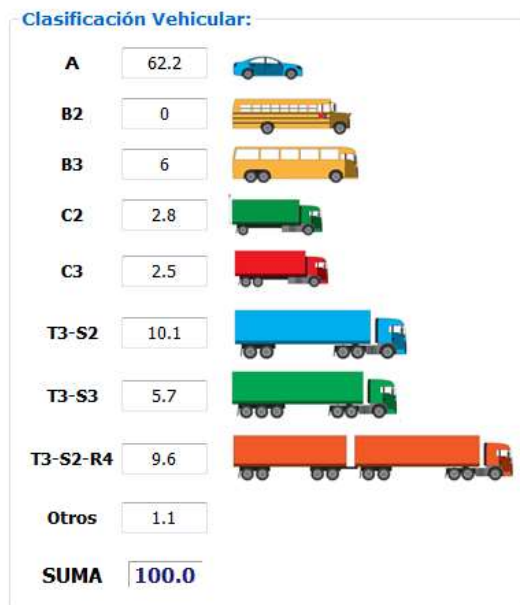 Clasificación Vehicular:
A 62.2
B2 0
B3 6
C2 2.8
C3 2.5
T3-S2 10.1
T3-S3 5.7
T3-S2-R4 9.6
Otros 1.1
SUMA 100.0